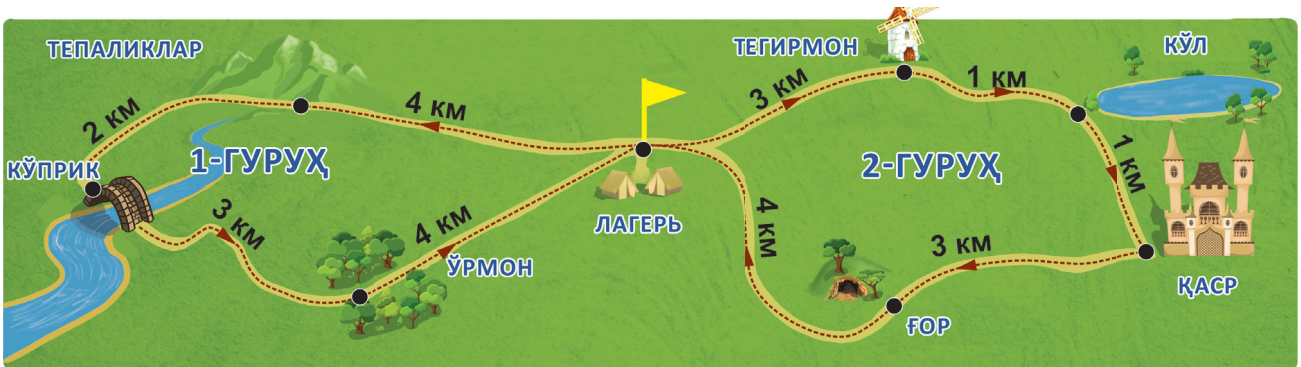 ТЕПАЛИКЛАР
2 км
4 км
КЎПРИК
1-ГУРУҲ
3 км
4 км
ЎРМОН
ЛАГЕРЬ
ТЕГИРМОН
3 км
1 км
КЎЛ
2-ГУРУҲ
1 км
4 км
3 км
ҚАСР
ҒОР